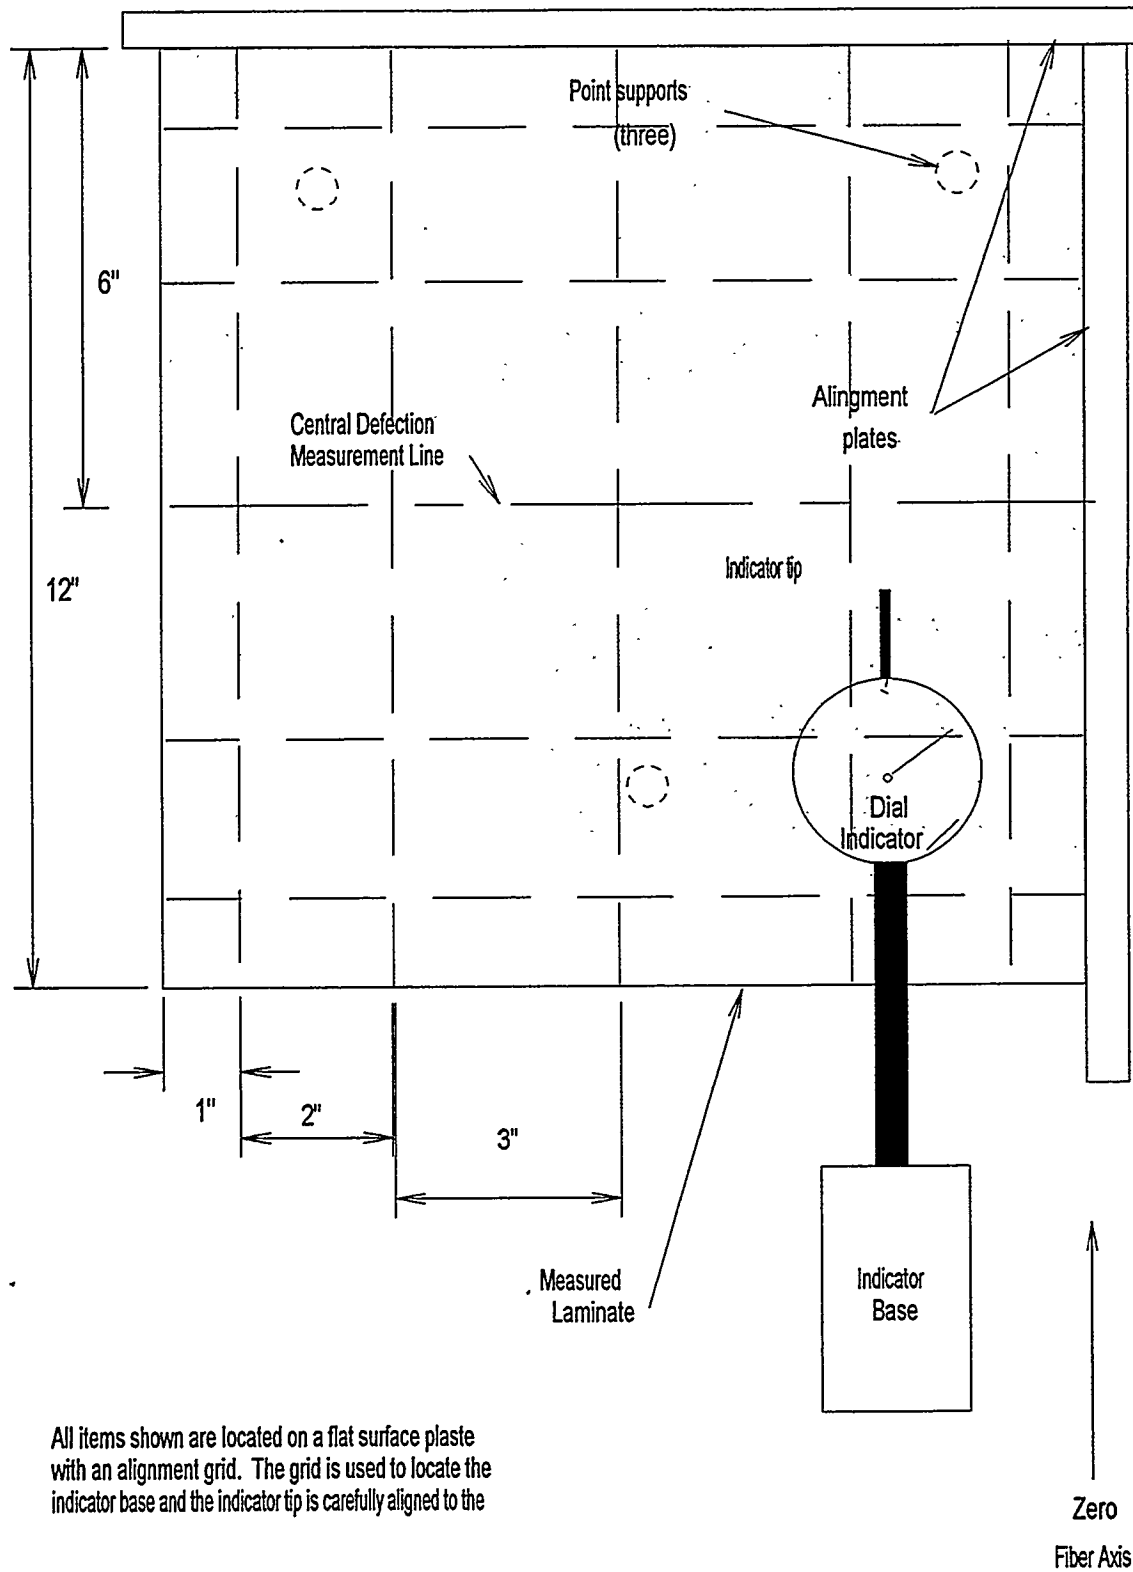 Point supports
(three)
6"
Alingment
plates
Central Defection
Measurement Line
Indicator tip
12"
Dial
Indicator
1"
2"
3"
Measured
Laminate
Indicator
Base
All items shown are located on a flat surface plaste
with an alignment grid. The grid is used to locate the
indicator base and the indicator tip is carefully aligned to the
Zero
Fiber Axis